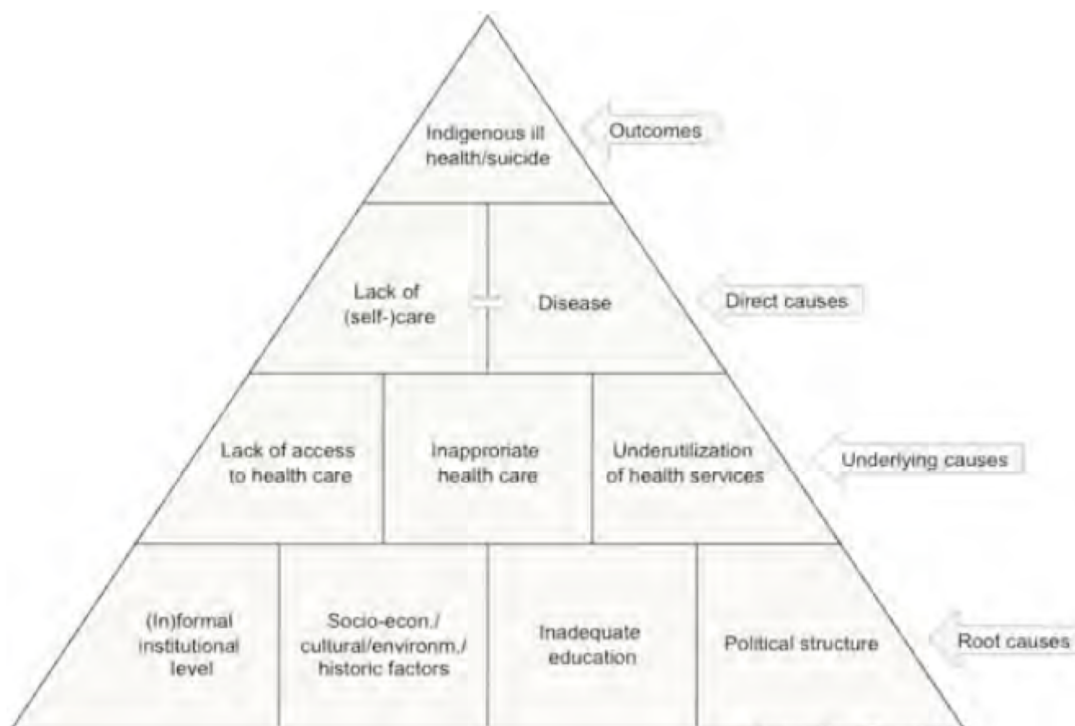 Indigenous ill
health/suicide
Outcomes
Lack of
(self-)care
Disease
Direct causes
Lack of access
to health care
Inapproriate
health care
Underutilization
of health services
Underlying causes
(In)formal
institutional
level
Socio-econ./
cultural/environm./
historic factors
Inadequate
education
Political structure
Root causes